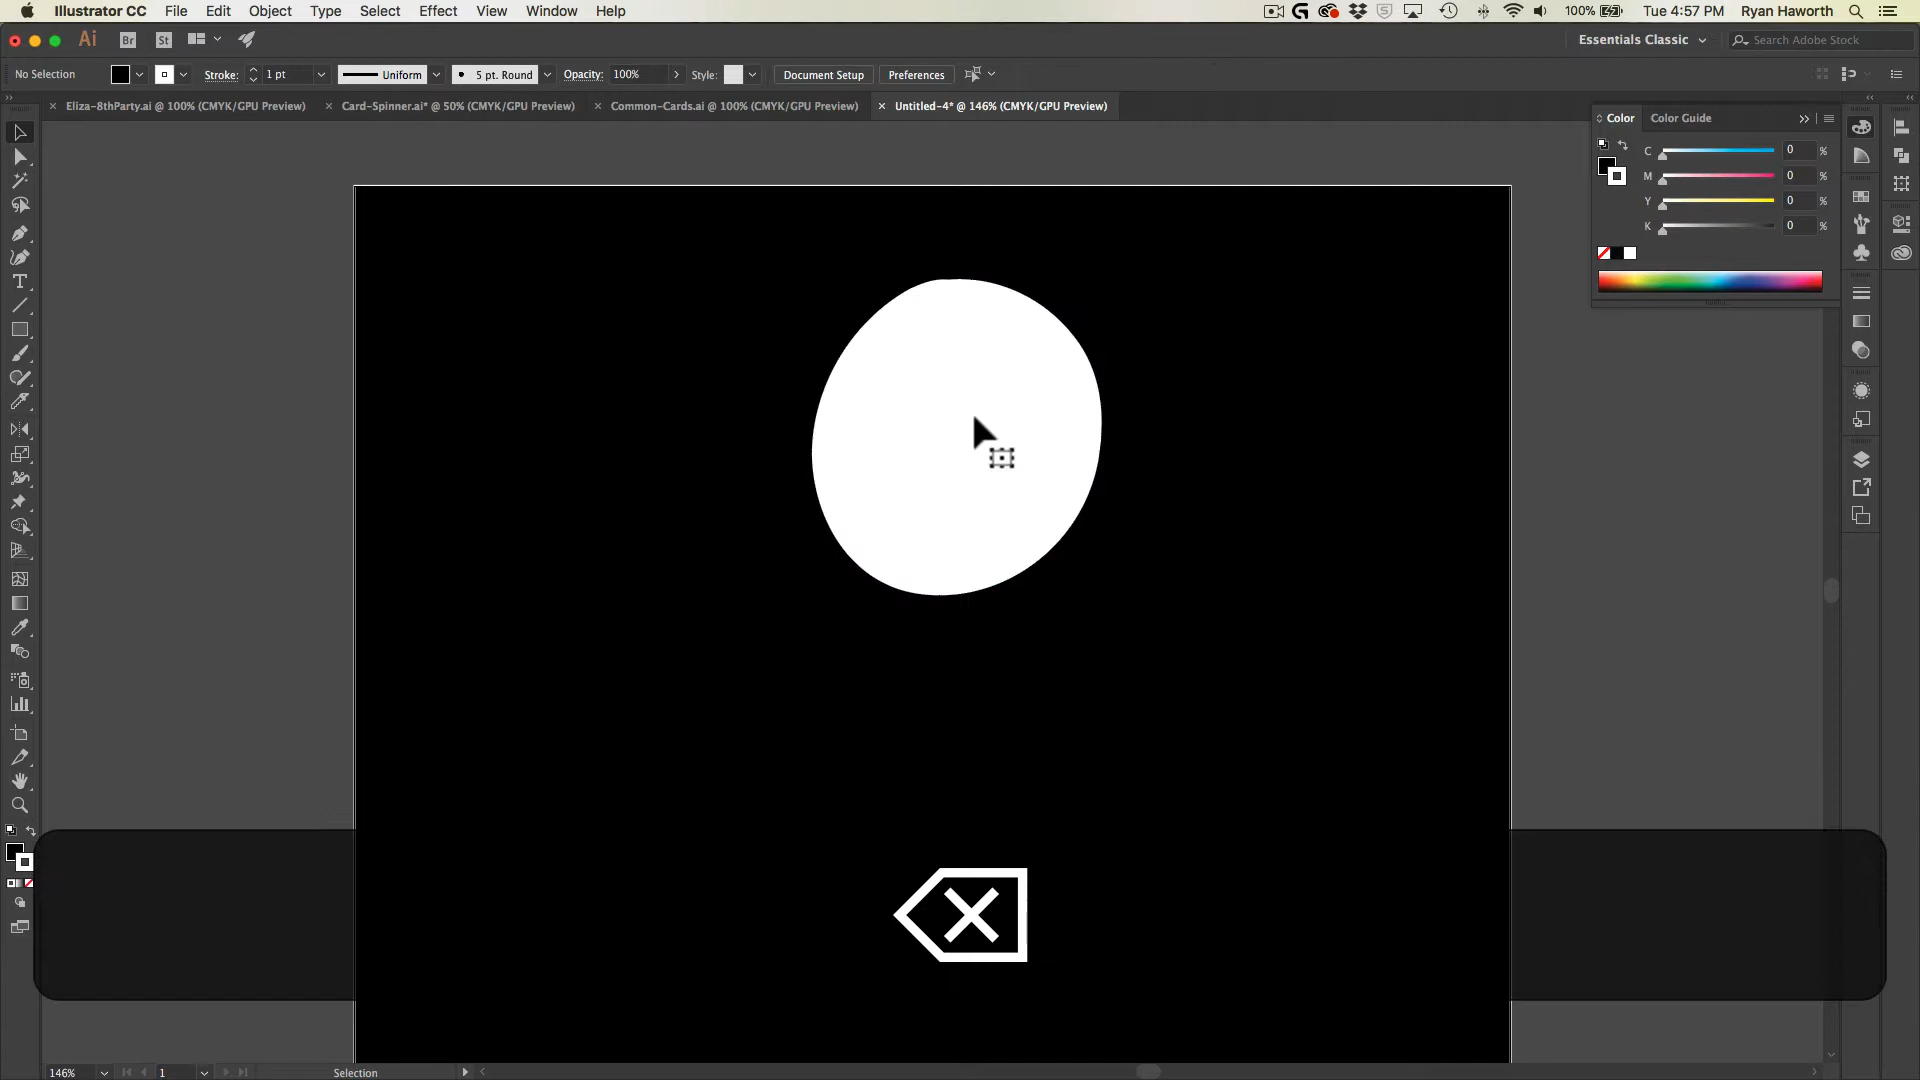 Illustrator CC File Edit Object Type Select Effect View Window Help 100% Tue 4:57 PM Ryan Haworth
Ai Br St Essentials Classic Search Adobe Stock
No Selection Stroke: 1 pt Uniform 5 pt. Round Opacity: 100% Style: Document Setup Preferences
Eliza-8thParty.ai @ 100% (CMYK/GPU Preview) Card-Spinner.ai* @ 50% (CMYK/GPU Preview) Common-Cards.ai @ 100% (CMYK/GPU Preview) Untitled-4* @ 146% (CMYK/GPU Preview)
Color Color Guide
C 0 %
M 0 %
Y 0 %
K 0 %
146% 1 Selection